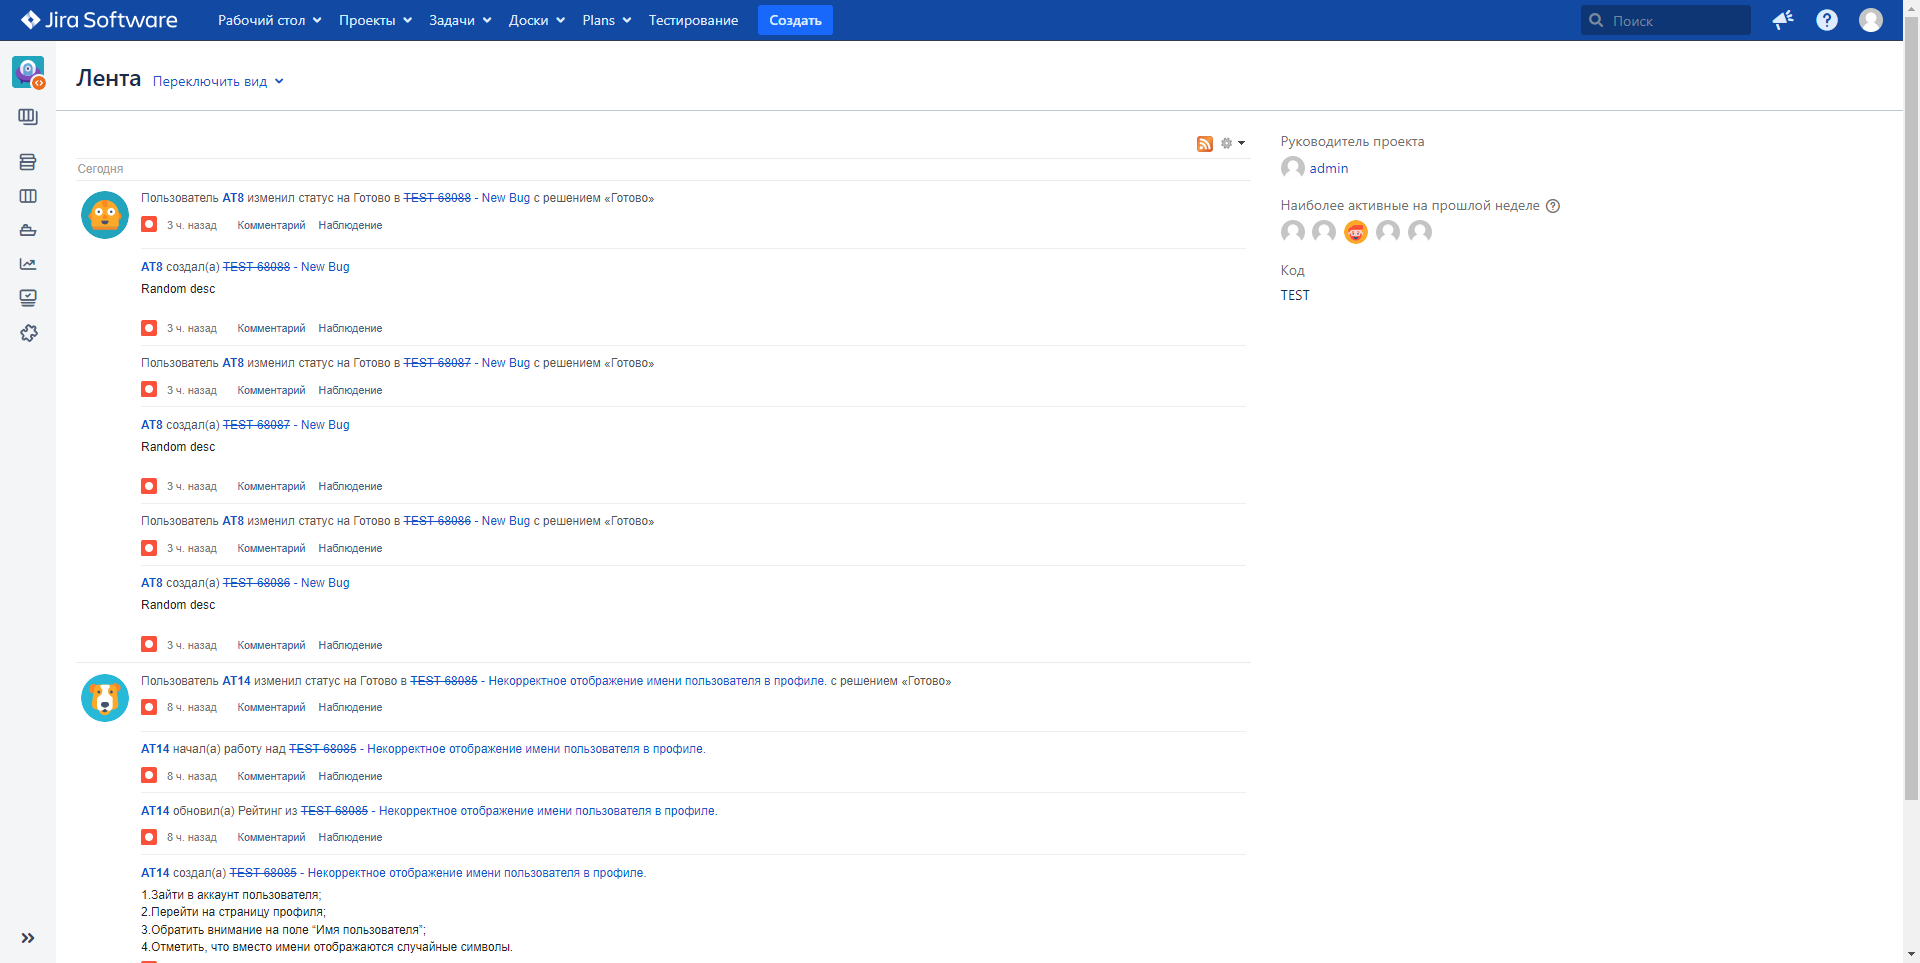 Jira Software Рабочий стол Проекты Задачи Доски Plans Тестирование Создать Поиск
Лента Переключить вид
Сегодня
Пользователь AT8 изменил статус на Готово в TEST-68088 - New Bug с решением «Готово»
3 ч. назад Комментарий Наблюдение
AT8 создал(а) TEST-68088 - New Bug
Random desc
3 ч. назад Комментарий Наблюдение
Пользователь AT8 изменил статус на Готово в TEST-68087 - New Bug с решением «Готово»
3 ч. назад Комментарий Наблюдение
AT8 создал(а) TEST-68087 - New Bug
Random desc
3 ч. назад Комментарий Наблюдение
Пользователь AT8 изменил статус на Готово в TEST-68086 - New Bug с решением «Готово»
3 ч. назад Комментарий Наблюдение
AT8 создал(а) TEST-68086 - New Bug
Random desc
3 ч. назад Комментарий Наблюдение
Пользователь AT14 изменил статус на Готово в TEST-68085 - Некорректное отображение имени пользователя в профиле. с решением «Готово»
8 ч. назад Комментарий Наблюдение
AT14 начал(а) работу над TEST-68085 - Некорректное отображение имени пользователя в профиле.
8 ч. назад Комментарий Наблюдение
AT14 обновил(а) Рейтинг из TEST-68085 - Некорректное отображение имени пользователя в профиле.
8 ч. назад Комментарий Наблюдение
AT14 создал(а) TEST-68085 - Некорректное отображение имени пользователя в профиле.
1.Зайти в аккаунт пользователя;
2.Перейти на страницу профиля;
3.Обратить внимание на поле “Имя пользователя”;
4.Отметить, что вместо имени отображаются случайные символы.
Руководитель проекта
admin
Наиболее активные на прошлой неделе
Код
TEST